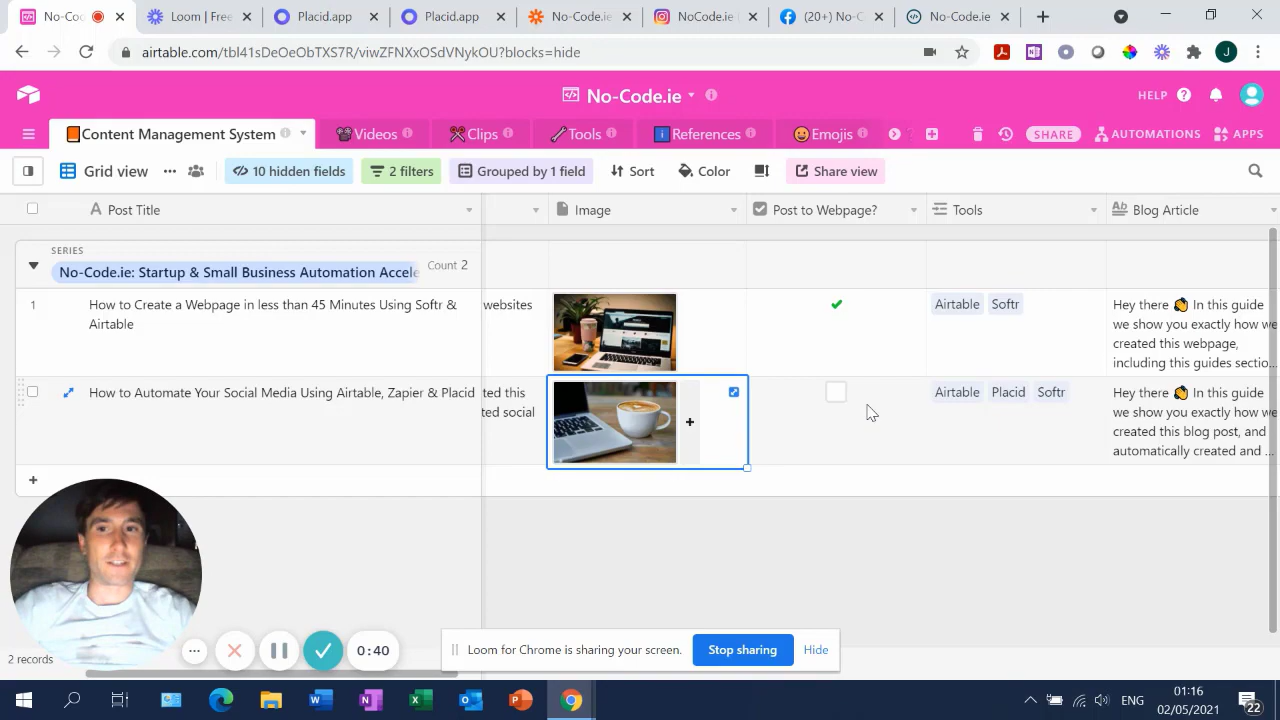 No-Co
Loom | Free
Placid.app
Placid.app
No-Code.ie
NoCode.ie
(20+) No-C
No-Code.ie
airtable.com/tbl41sDeOeObTXS7R/viwZFNXxOSdVNykOU?blocks=hide
J
No-Code.ie
HELP
Content Management System
Videos
Clips
Tools
References
Emojis
SHARE
AUTOMATIONS
APPS
Grid view
10 hidden fields
2 filters
Grouped by 1 field
Sort
Color
Share view
Post Title
Image
Post to Webpage?
Tools
Blog Article
SERIES
No-Code.ie: Startup & Small Business Automation Accele
Count 2
1
How to Create a Webpage in less than 45 Minutes Using Softr &
Airtable
websites
Airtable
Softr
Hey there 👋 In this guide
we show you exactly how we
created this webpage,
including this guides sectio...
How to Automate Your Social Media Using Airtable, Zapier & Placid
ted this
ted social
Airtable
Placid
Softr
Hey there 👋 In this guide
we show you exactly how we
created this blog post, and
automatically created and ...
0:40
Loom for Chrome is sharing your screen.
Stop sharing
Hide
2 records
ENG
01:16
02/05/2021
22